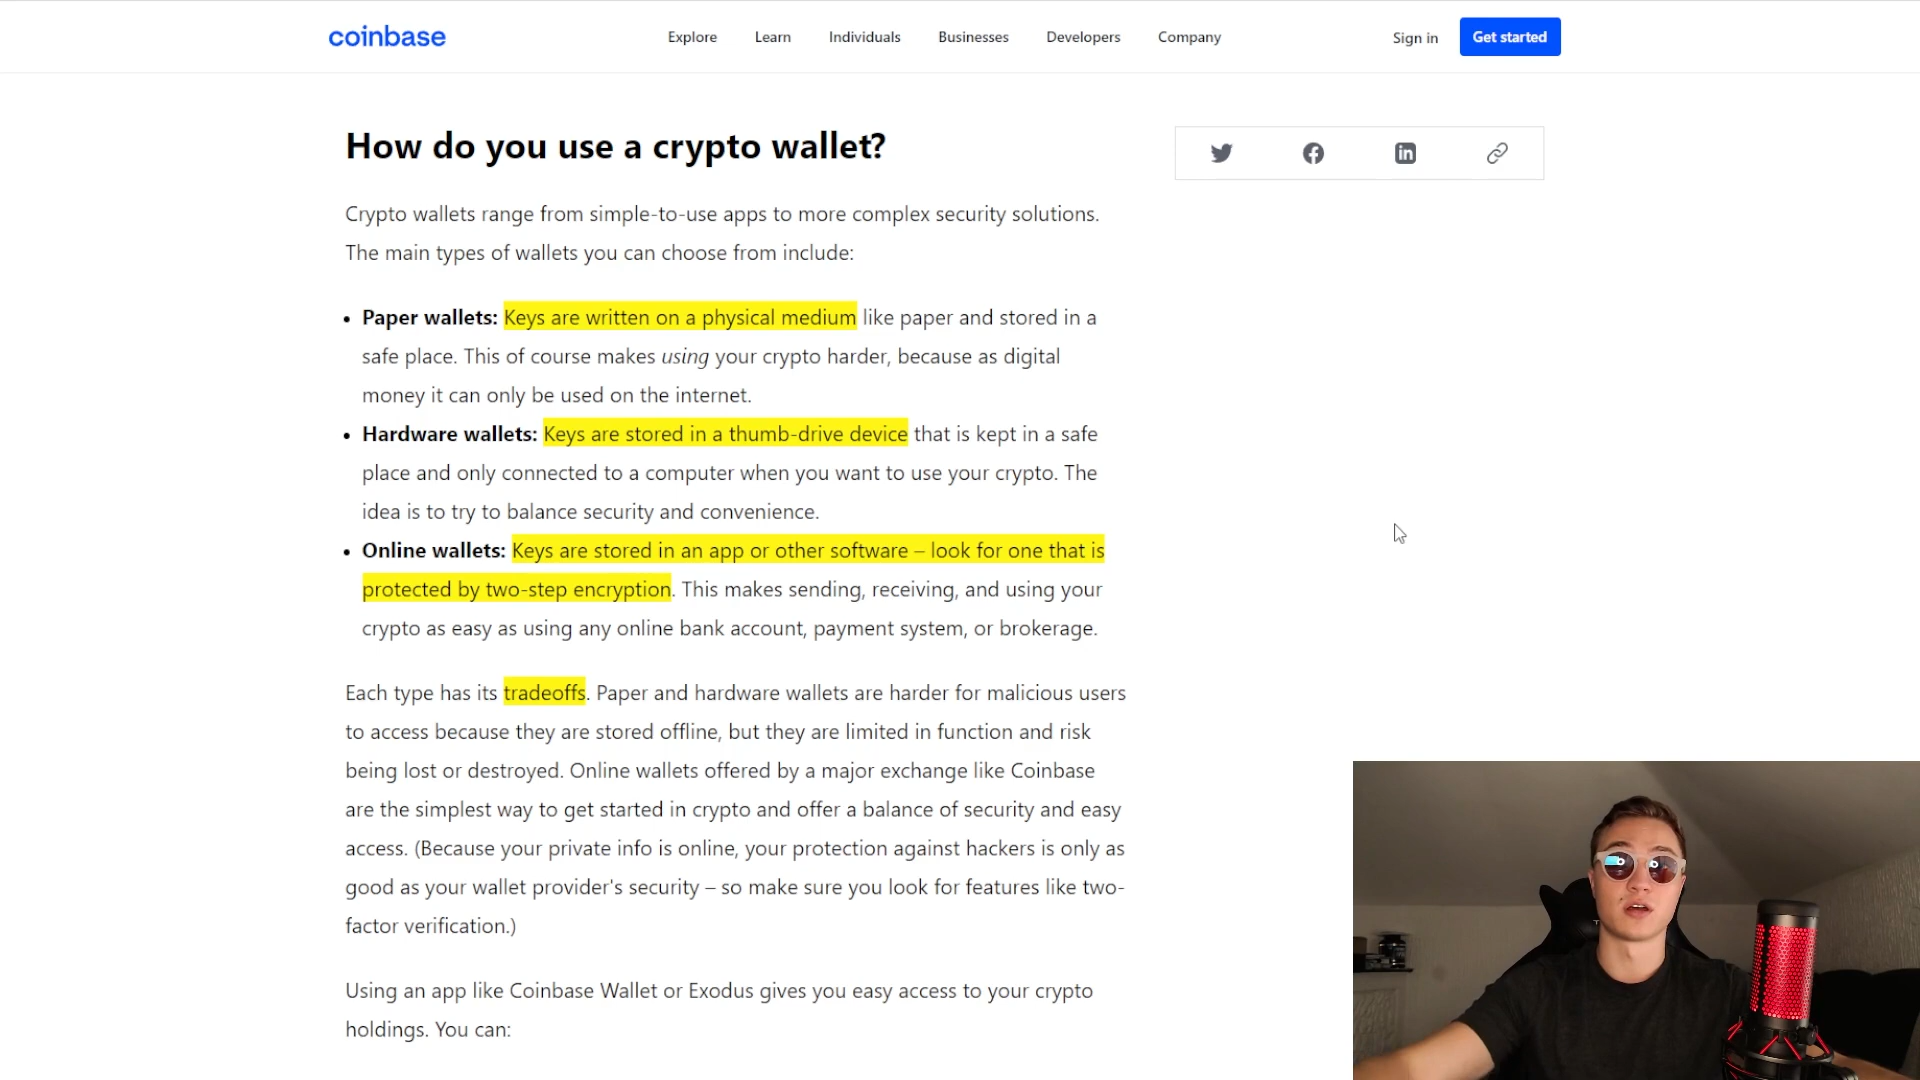 coinbase
Explore Learn Individuals Businesses Developers Company
Sign in Get started
How do you use a crypto wallet?
Crypto wallets range from simple-to-use apps to more complex security solutions.
The main types of wallets you can choose from include:
• Paper wallets: Keys are written on a physical medium like paper and stored in a
safe place. This of course makes using your crypto harder, because as digital
money it can only be used on the internet.
• Hardware wallets: Keys are stored in a thumb-drive device that is kept in a safe
place and only connected to a computer when you want to use your crypto. The
idea is to try to balance security and convenience.
• Online wallets: Keys are stored in an app or other software – look for one that is
protected by two-step encryption. This makes sending, receiving, and using your
crypto as easy as using any online bank account, payment system, or brokerage.
Each type has its tradeoffs. Paper and hardware wallets are harder for malicious users
to access because they are stored offline, but they are limited in function and risk
being lost or destroyed. Online wallets offered by a major exchange like Coinbase
are the simplest way to get started in crypto and offer a balance of security and easy
access. (Because your private info is online, your protection against hackers is only as
good as your wallet provider's security – so make sure you look for features like two-
factor verification.)
Using an app like Coinbase Wallet or Exodus gives you easy access to your crypto
holdings. You can: